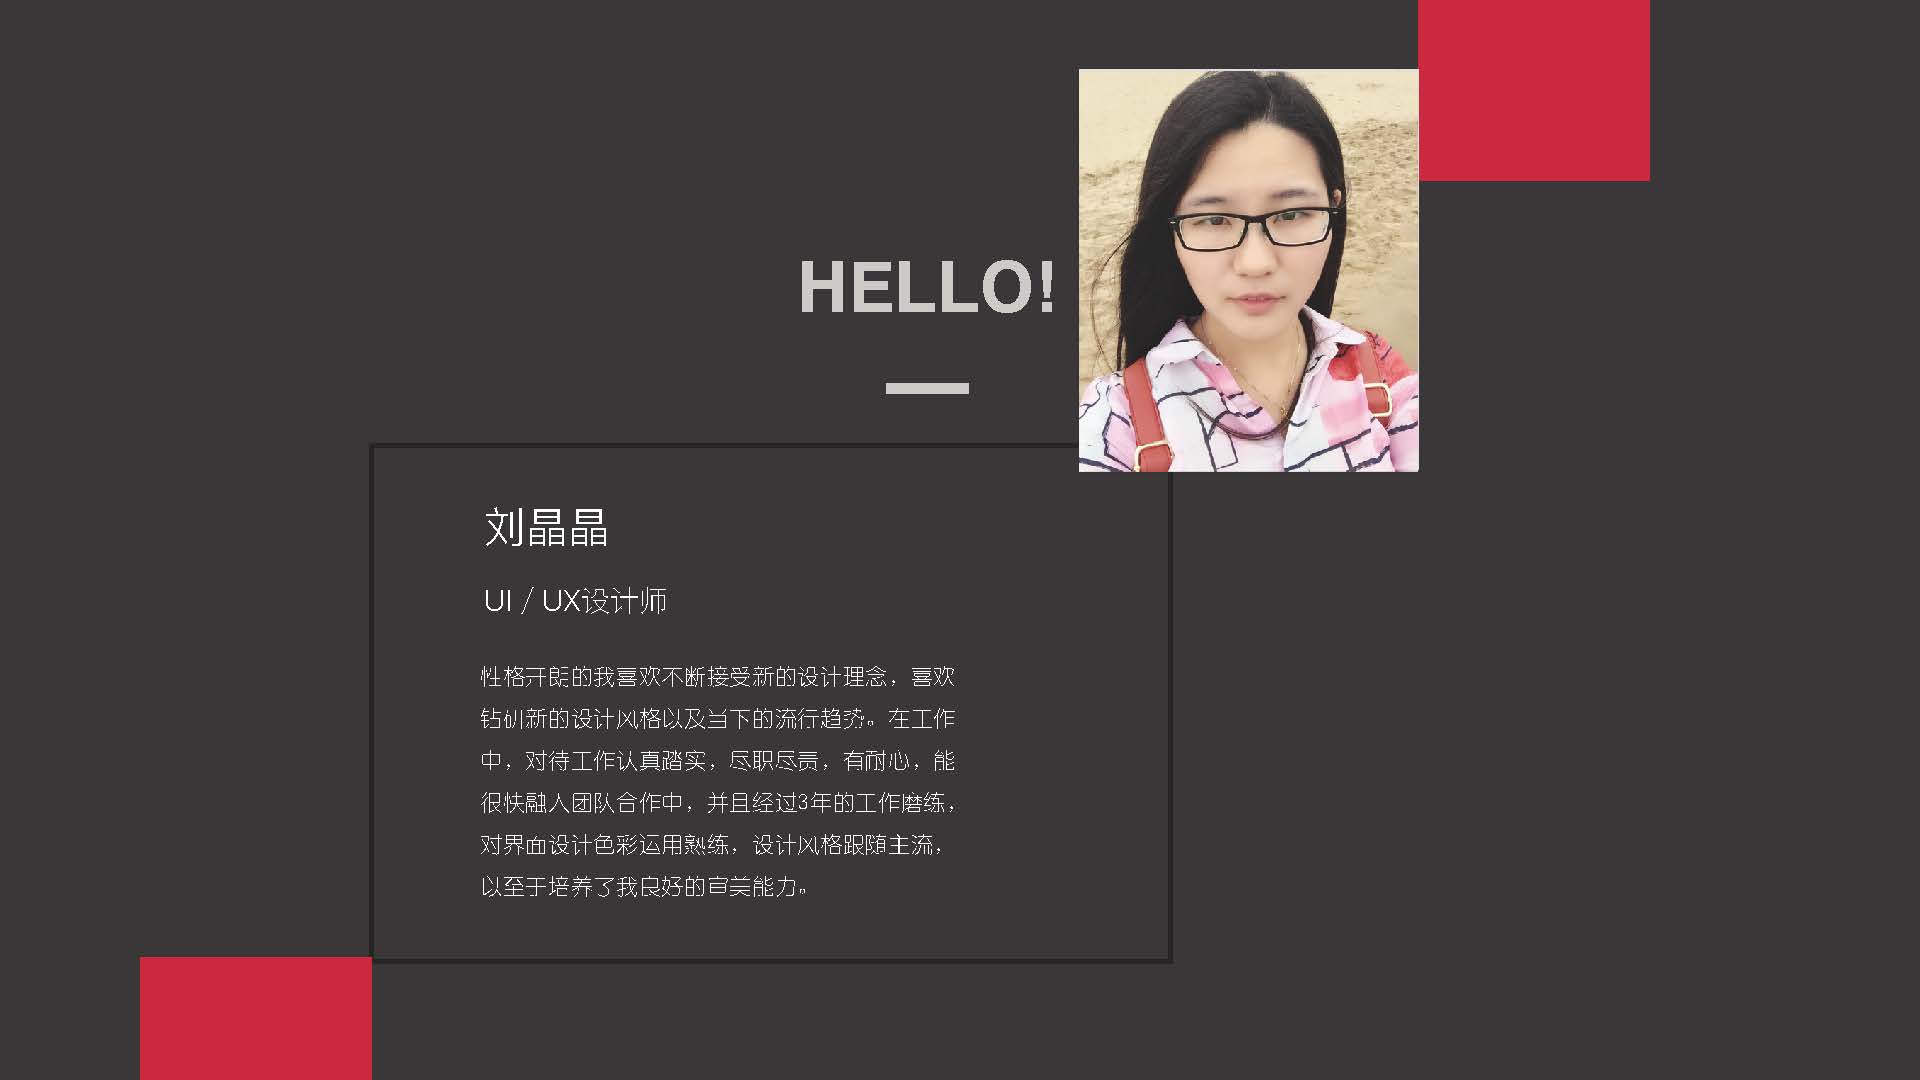 HELLO!
刘晶晶
UI / UX设计师
性格开朗的我喜欢不断接受新的设计理念，喜欢
钻研新的设计风格以及当下的流行趋势。在工作
中，对待工作认真踏实，尽职尽责，有耐心，能
很快融入团队合作中，并且经过3年的工作磨练，
对界面设计色彩运用熟练，设计风格跟随主流，
以至于培养了我良好的审美能力。